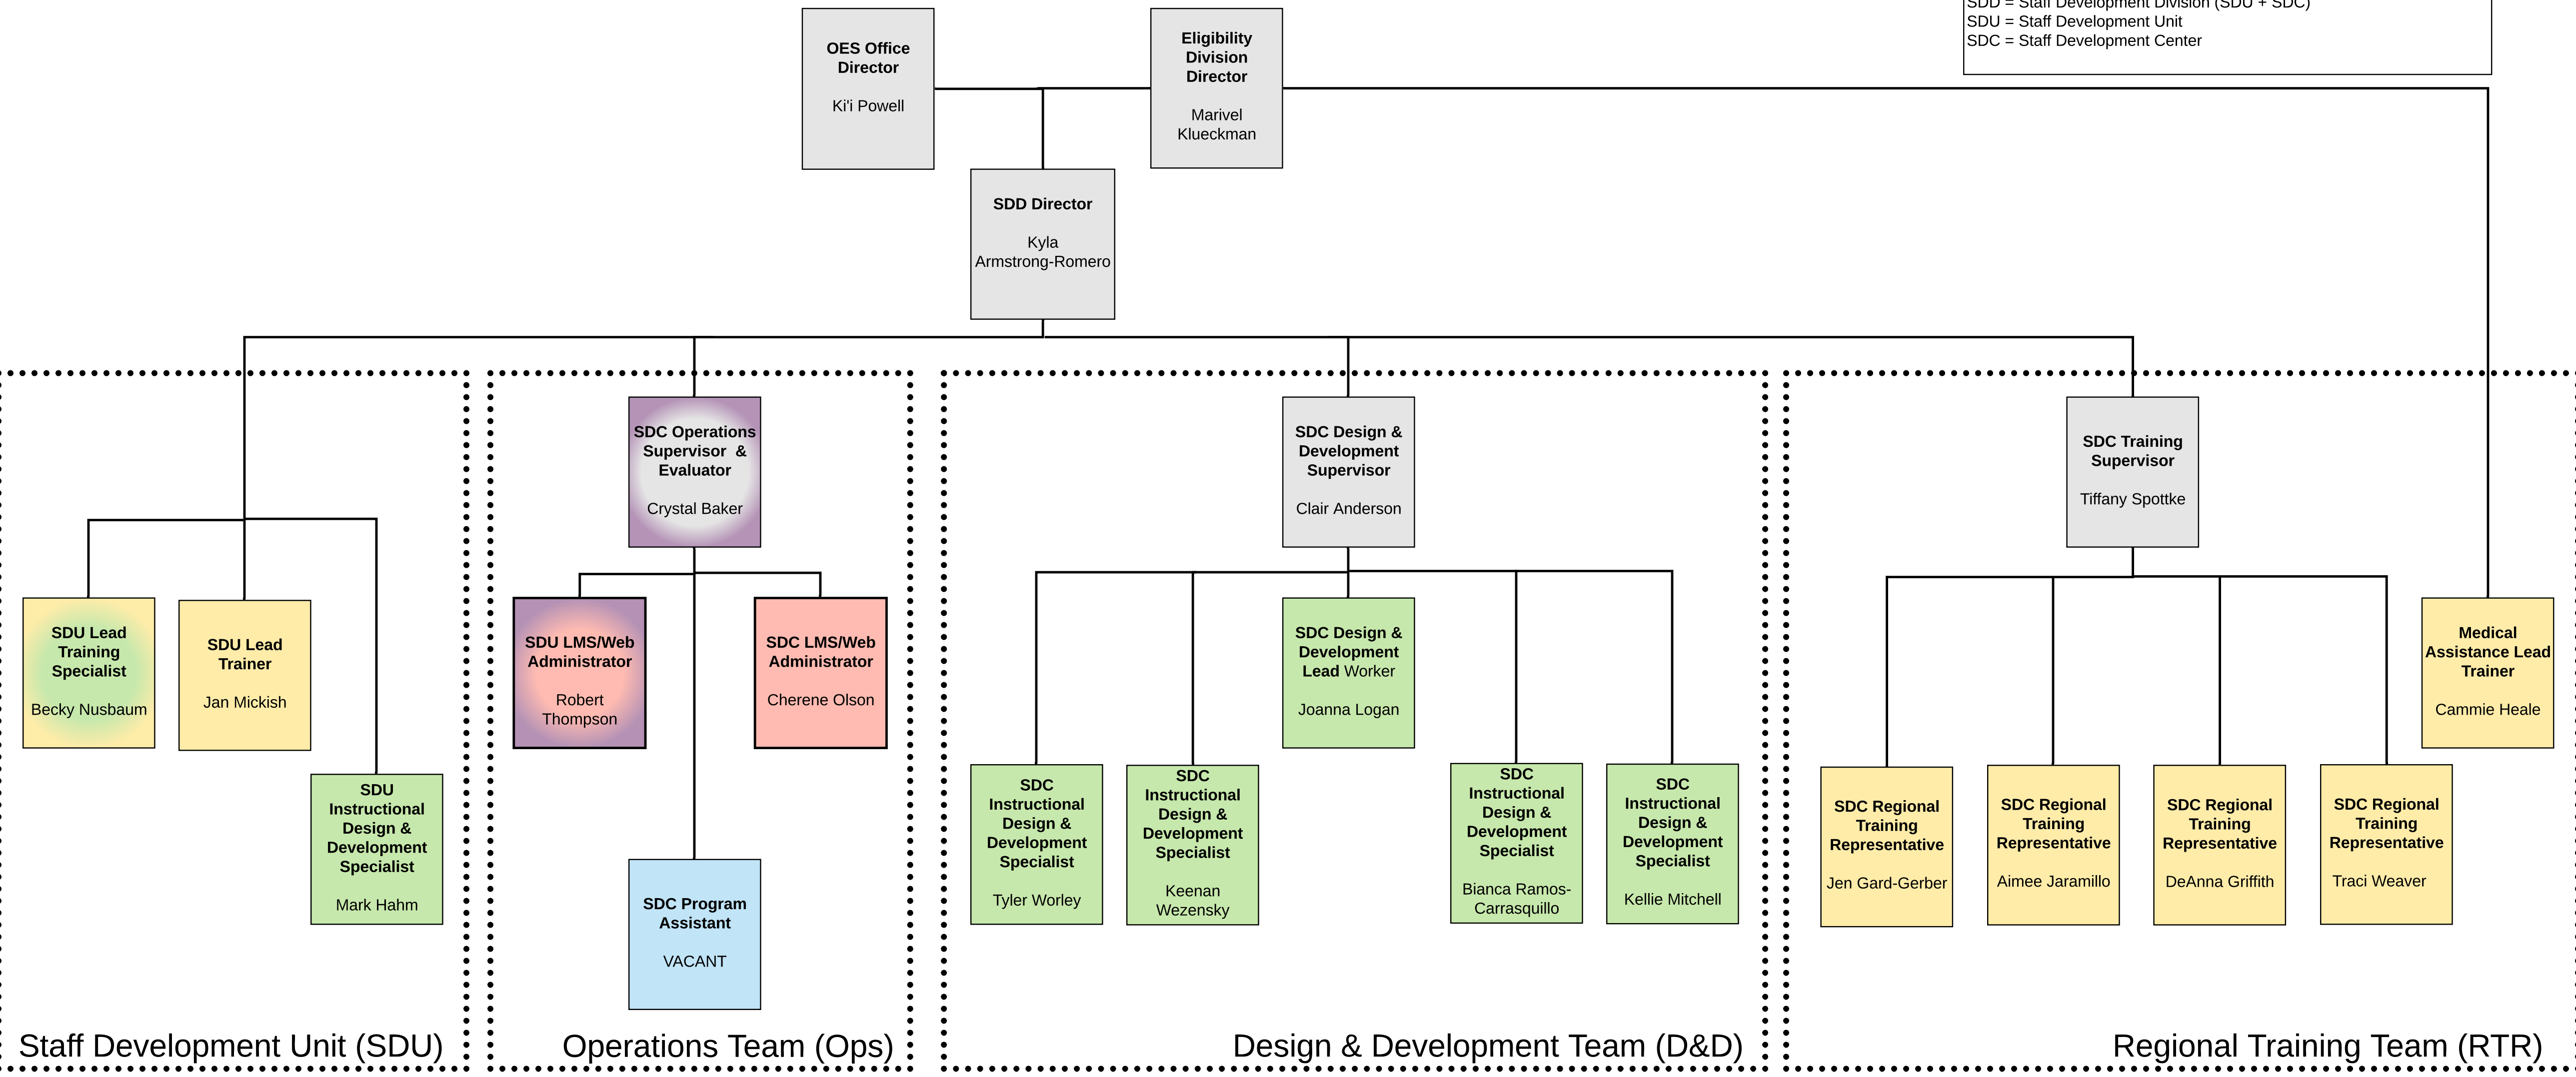 SDD = Staff Development Division (SDU + SDC)
SDU = Staff Development Unit
SDC = Staff Development Center
OES Office
Director
Ki'i Powell
Eligibility
Division
Director
Marivel
Klueckman
SDD Director
Kyla
Armstrong-Romero
SDC Operations
Supervisor & 
Evaluator
Crystal Baker
SDC Design &
Development
Supervisor
Clair Anderson
SDC Training
Supervisor
Tiffany Spottke
SDU Lead
Training
Specialist
Becky Nusbaum
SDU Lead
Trainer
Jan Mickish
SDU
Instructional
Design &
Development
Specialist
Mark Hahm
SDU LMS/Web
Administrator
Robert
Thompson
SDC LMS/Web
Administrator
Cherene Olson
SDC Program
Assistant
VACANT
SDC Design &
Development
Lead Worker
Joanna Logan
SDC
Instructional
Design &
Development
Specialist
Tyler Worley
SDC
Instructional
Design &
Development
Specialist
Keenan
Wezensky
SDC
Instructional
Design &
Development
Specialist
Bianca Ramos-
Carrasquillo
SDC
Instructional
Design &
Development
Specialist
Kellie Mitchell
SDC Regional
Training
Representative
Jen Gard-Gerber
SDC Regional
Training
Representative
Aimee Jaramillo
SDC Regional
Training
Representative
DeAnna Griffith
SDC Regional
Training
Representative
Traci Weaver
Medical
Assistance Lead
Trainer
Cammie Heale
Staff Development Unit (SDU)
Operations Team (Ops)
Design & Development Team (D&D)
Regional Training Team (RTR)